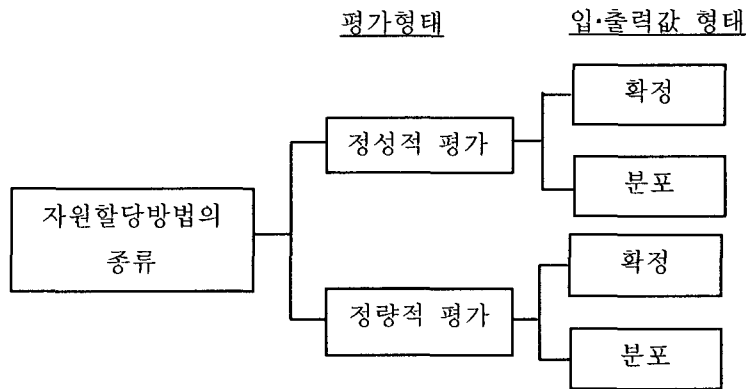 평가형태
입·출력값 형태
확정
정성적 평가
분포
자원할당방법의
종류
확정
정량적 평가
분포